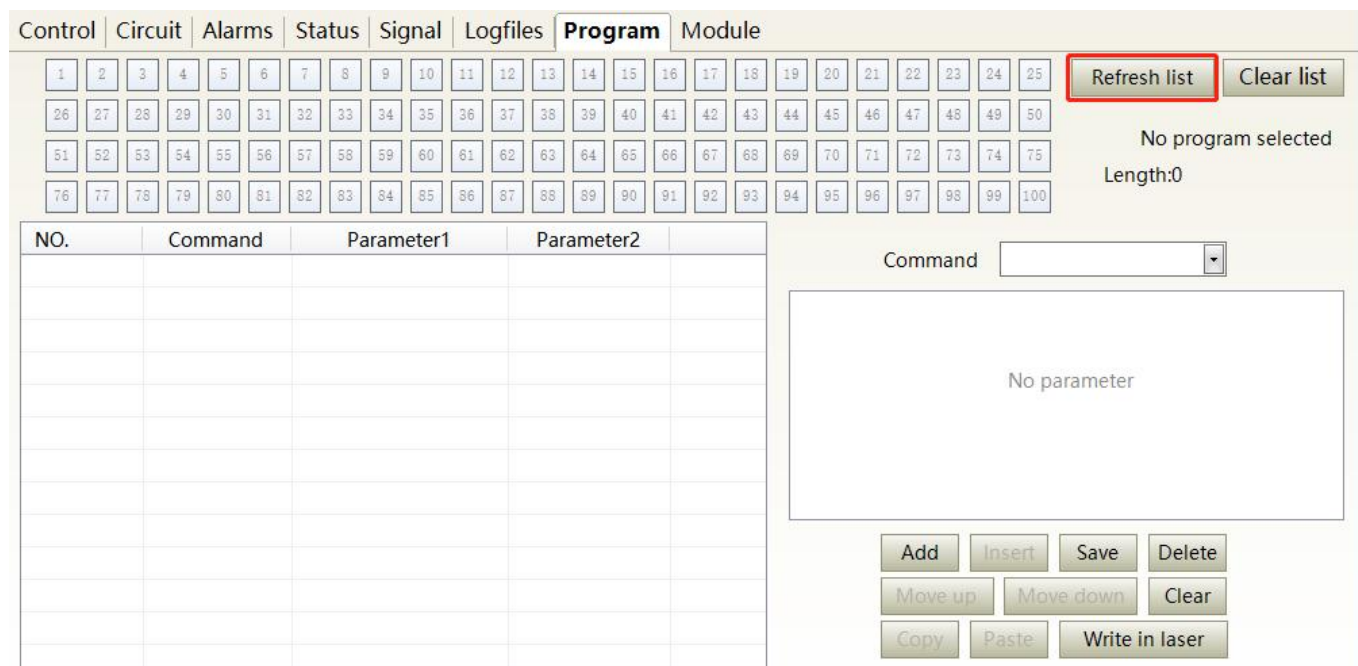 Control Circuit Alarms Status Signal Logfiles Program Module
1 2 3 4 5 6 7 8 9 10 11 12 13 14 15 16 17 18 19 20 21 22 23 24 25 Refresh list Clear list
26 27 28 29 30 31 32 33 34 35 36 37 38 39 40 41 42 43 44 45 46 47 48 49 50
No program selected
51 52 53 54 55 56 57 58 59 60 61 62 63 64 65 66 67 68 69 70 71 72 73 74 75
Length:0
76 77 78 79 80 81 82 83 84 85 86 87 88 89 90 91 92 93 94 95 96 97 98 99 100
NO. Command Parameter1 Parameter2
Command
No parameter
Add Insert Save Delete
Move up Move down Clear
Copy Paste Write in laser